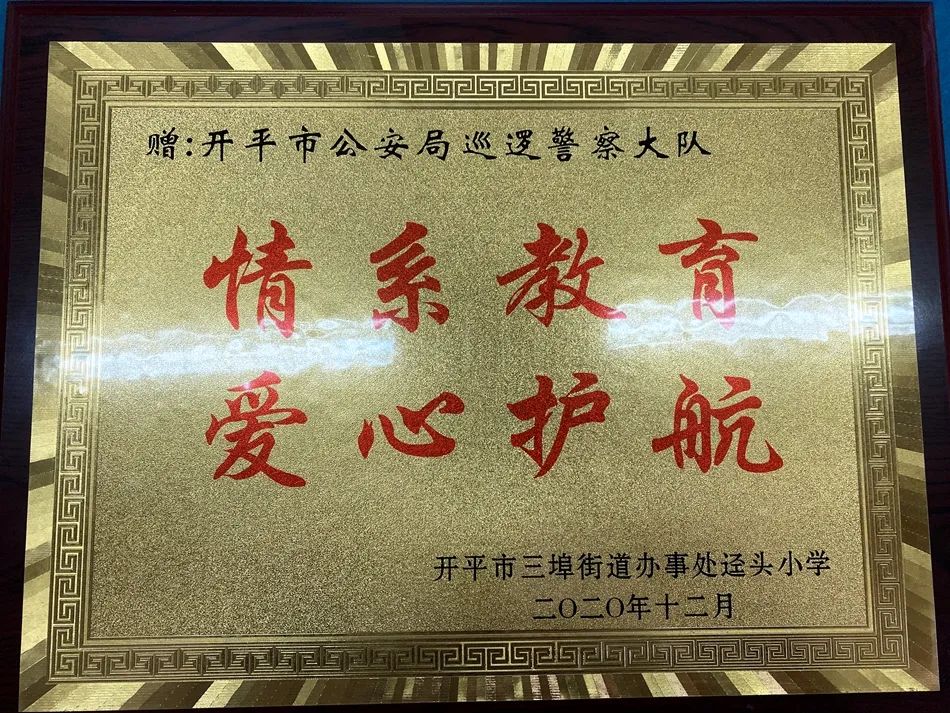 赠:开平市公安局巡逻警察大队
情系教育
爱心护航
开平市三埠街道办事处迳头小学
二〇二〇年十二月